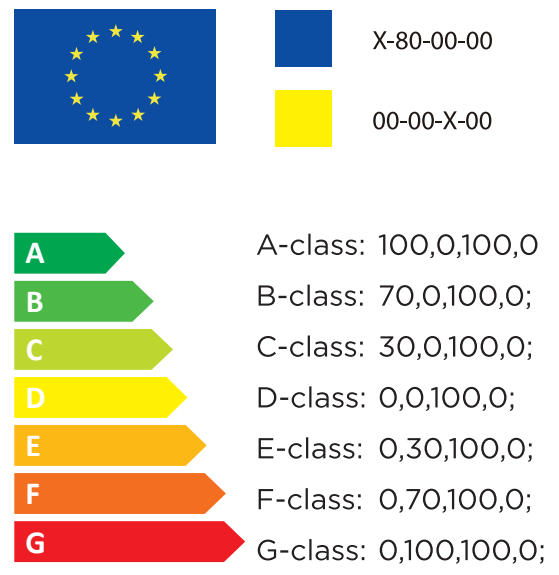 X-80-00-00
00-00-X-00
A A-class: 100,0,100,0
B B-class: 70,0,100,0;
C C-class: 30,0,100,0;
D D-class: 0,0,100,0;
E E-class: 0,30,100,0;
F F-class: 0,70,100,0;
G G-class: 0,100,100,0;